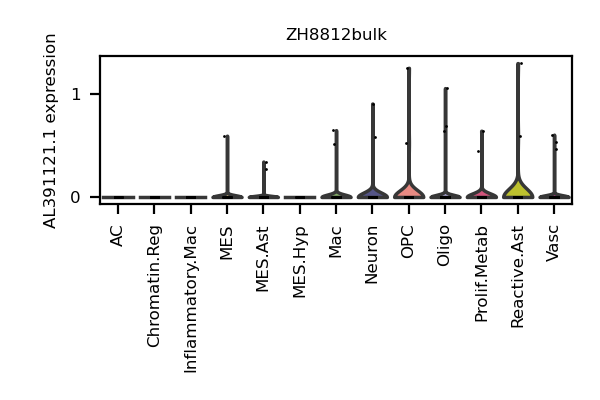 ZH8812bulk
AL391121.1 expression
1
0
AC
Chromatin.Reg
Inflammatory.Mac
MES
MES.Ast
MES.Hyp
Mac
Neuron
OPC
Oligo
Prolif.Metab
Reactive.Ast
Vasc